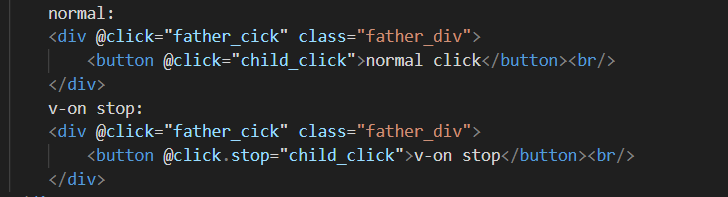 normal:
<div @click="father_cick" class="father_div">
<button @click="child_click">normal click</button><br/>
</div>
v-on stop:
<div @click="father_cick" class="father_div">
<button @click.stop="child_click">v-on stop</button><br/>
</div>